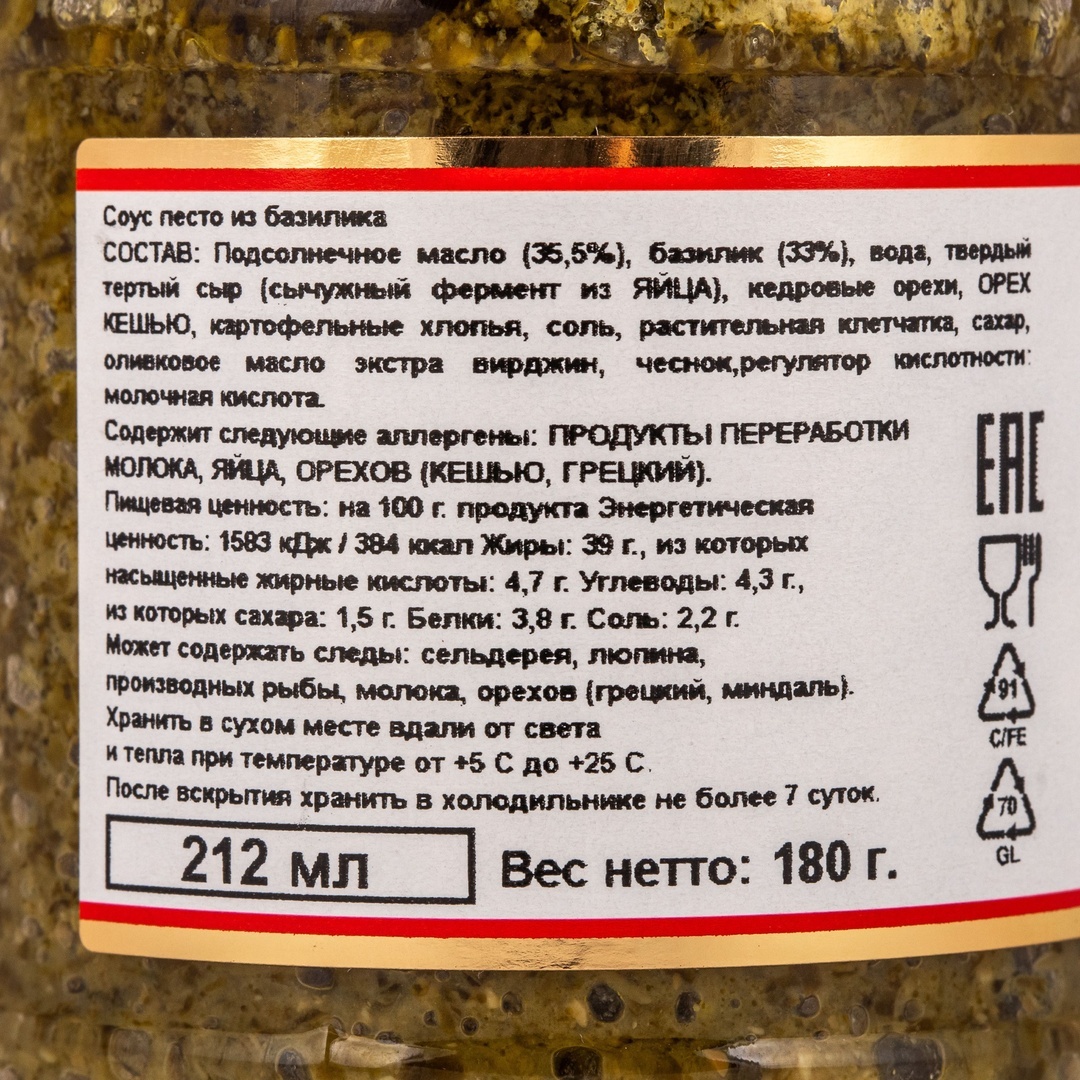 Соус песто из базилика
СОСТАВ: Подсолнечное масло (35,5%), базилик (33%), вода, твердый
тертый сыр (сычужный фермент из ЯЙЦА), кедровые орехи, ОРЕХ
КЕШЬЮ, картофельные хлопья, соль, растительная клетчатка, сахар,
оливковое масло экстра вирджин, чеснок,регулятор кислотности:
молочная кислота.
Содержит следующие аллергены: ПРОДУКТЫ ПЕРЕРАБОТКИ
МОЛОКА, ЯЙЦА, ОРЕХОВ (КЕШЬЮ, ГРЕЦКИЙ).
Пищевая ценность: на 100 г. продукта Энергетическая
ценность: 1583 кДж / 384 ккал Жиры: 39 г., из которых
насыщенные жирные кислоты: 4,7 г. Углеводы: 4,3 г.,
из которых сахара: 1,5 г. Белки: 3,8 г. Соль: 2,2 г.
Может содержать следы: сельдерея, люпина,
производных рыбы, молока, орехов (грецкий, миндаль).
Хранить в сухом месте вдали от света
и тепла при температуре от +5 С до +25 С.
После вскрытия хранить в холодильнике не более 7 суток.
212 мл
Вес нетто: 180 г.
EAC
91
C/FE
70
GL